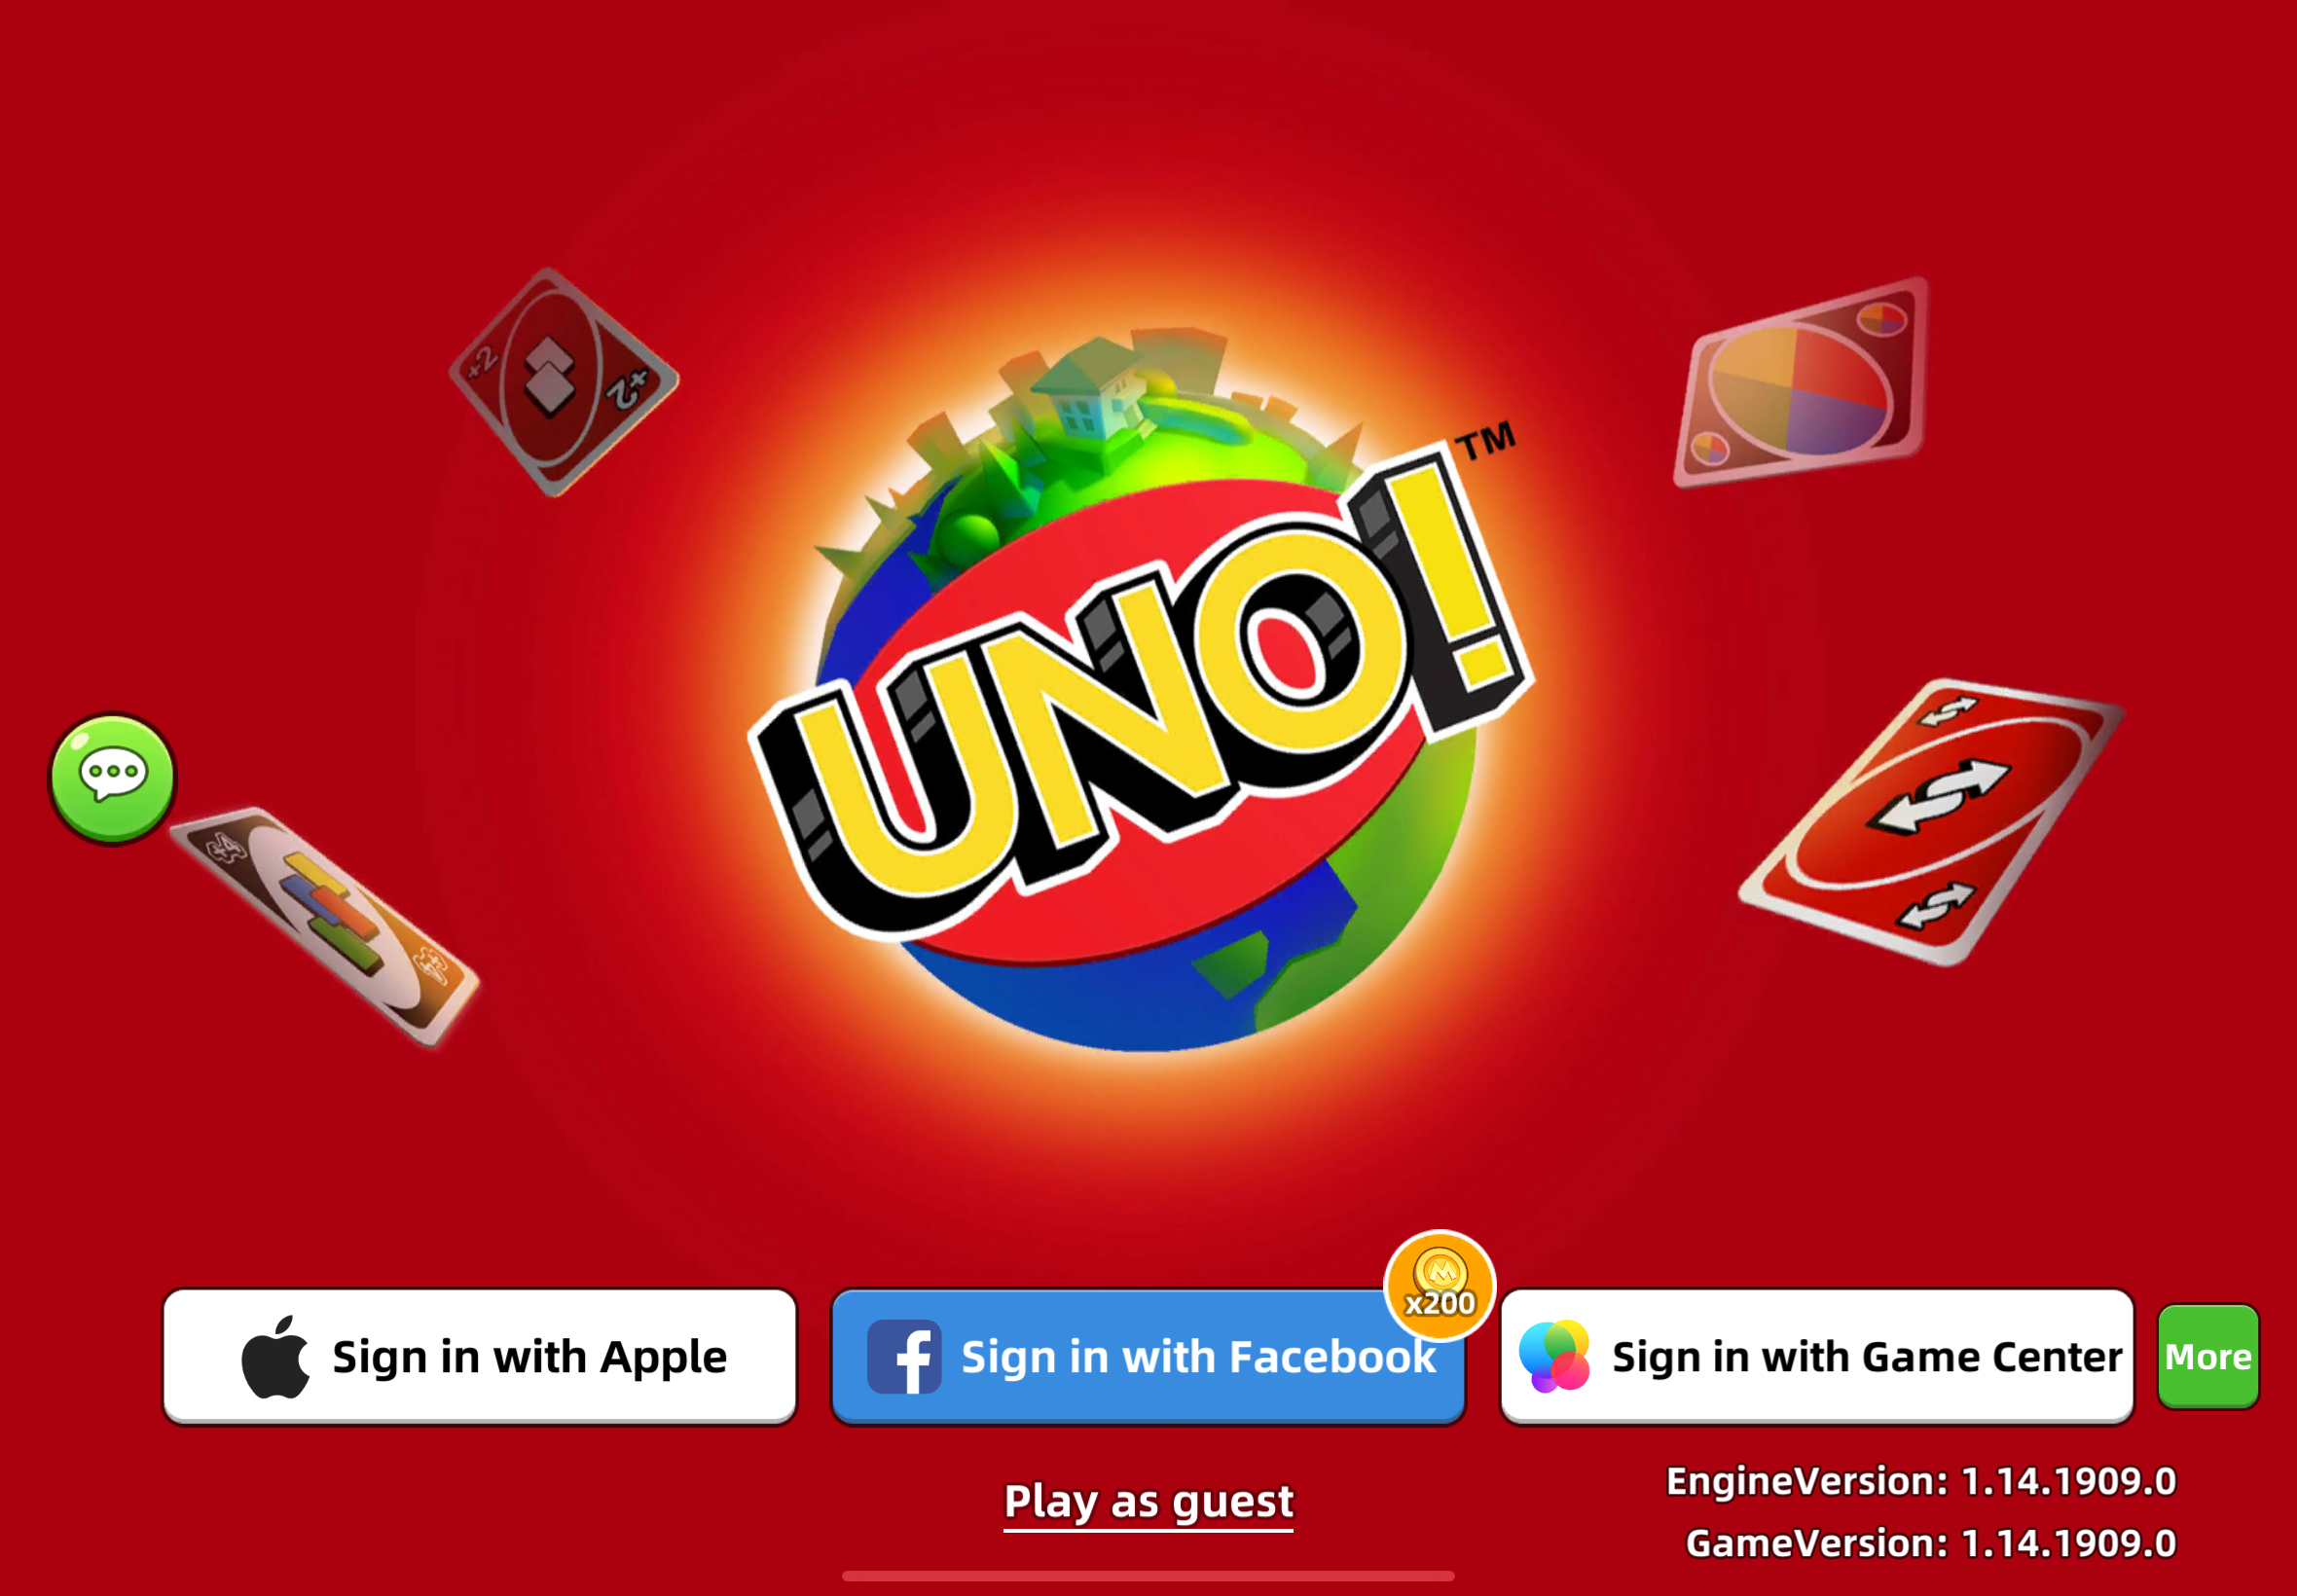 +2
+2
TM
UNO!
+4
+4
x200
Sign in with Apple
Sign in with Facebook
Sign in with Game Center
More
Play as guest
EngineVersion: 1.14.1909.0
GameVersion: 1.14.1909.0